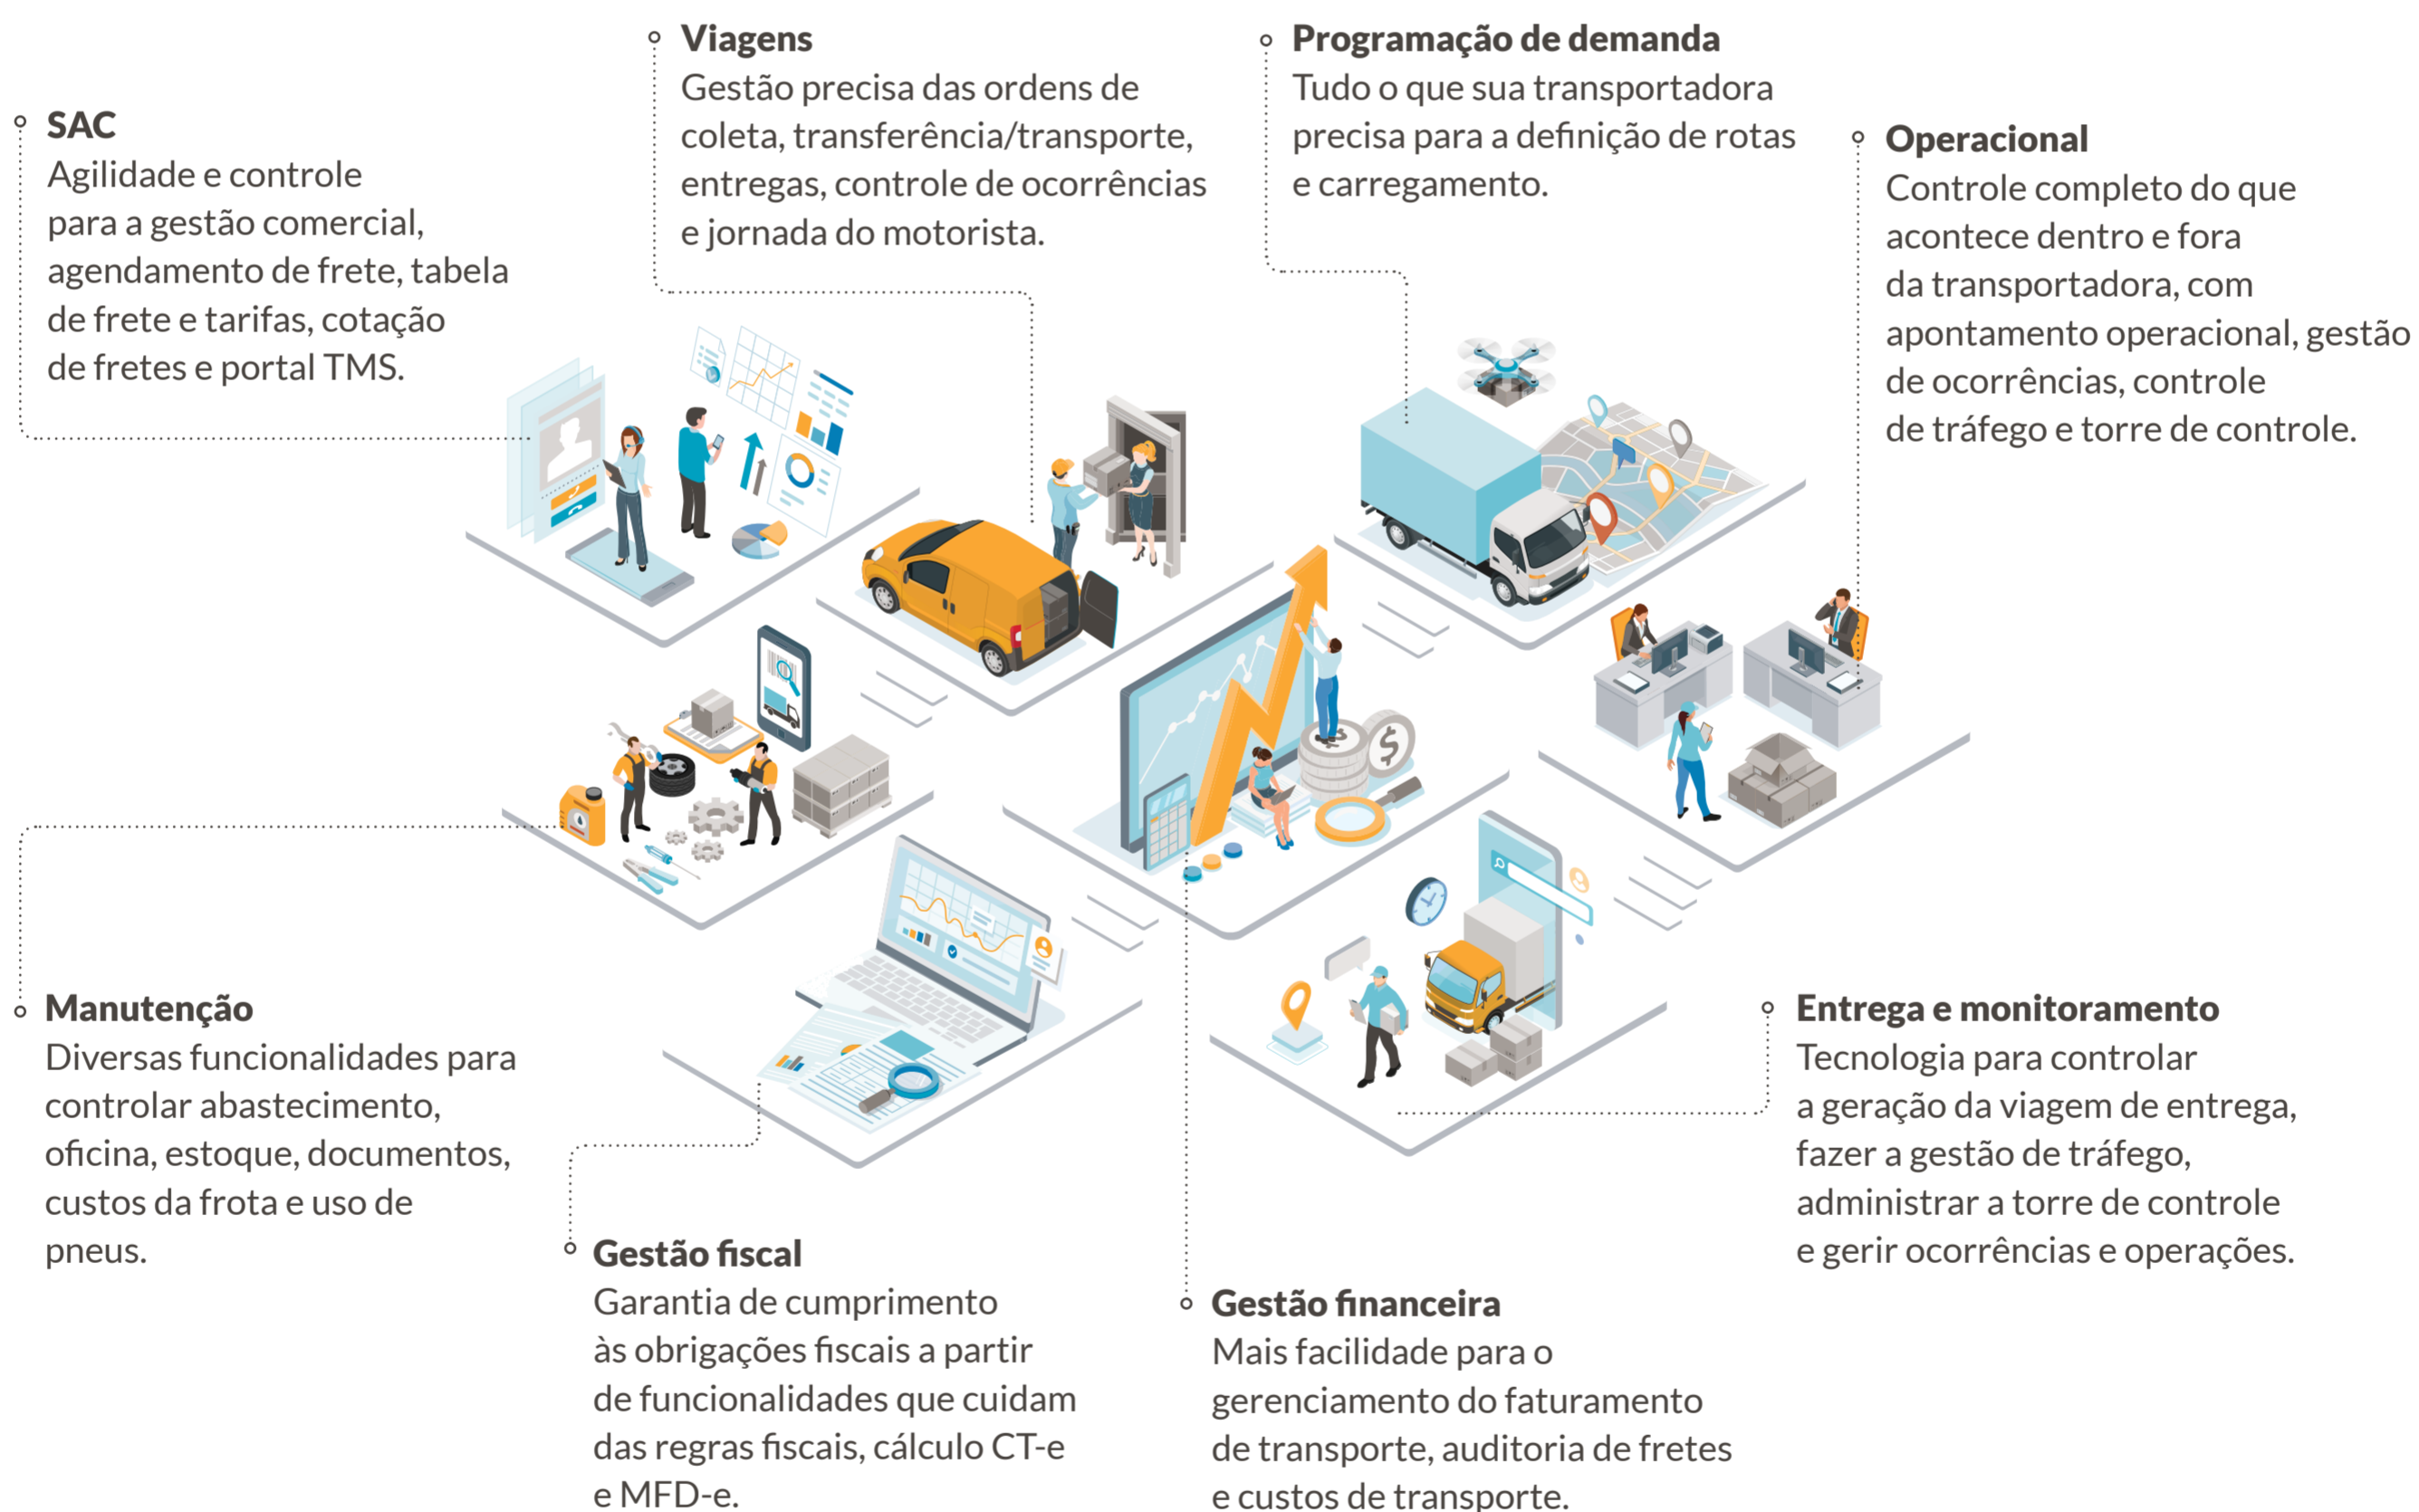 SAC
Agilidade e controle
para a gestão comercial,
agendamento de frete, tabela
de frete e tarifas, cotação
de fretes e portal TMS.
Viagens
Gestão precisa das ordens de
coleta, transferência/transporte,
entregas, controle de ocorrências
e jornada do motorista.
Programação de demanda
Tudo o que sua transportadora
precisa para a definição de rotas
e carregamento.
Operacional
Controle completo do que
acontece dentro e fora
da transportadora, com
apontamento operacional, gestão
de ocorrências, controle
de tráfego e torre de controle.
Manutenção
Diversas funcionalidades para
controlar abastecimento,
oficina, estoque, documentos,
custos da frota e uso de
pneus.
Gestão fiscal
Garantia de cumprimento
às obrigações fiscais a partir
de funcionalidades que cuidam
das regras fiscais, cálculo CT-e
e MFD-e.
Gestão financeira
Mais facilidade para o
gerenciamento do faturamento
de transporte, auditoria de fretes
e custos de transporte.
Entrega e monitoramento
Tecnologia para controlar
a geração da viagem de entrega,
fazer a gestão de tráfego,
administrar a torre de controle
e gerir ocorrências e operações.